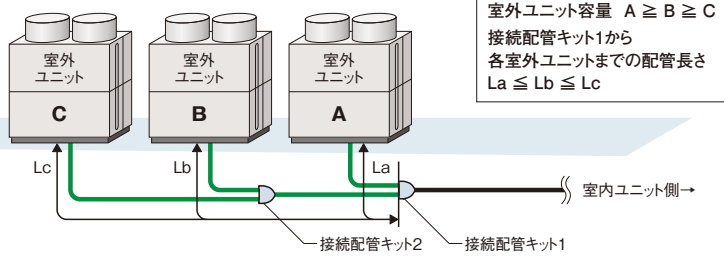 室外ユニット容量 A ≧ B ≧ C
接続配管キット1から
各室外ユニットまでの配管長さ
La ≦ Lb ≦ Lc
室外
ユニット
C
室外
ユニット
B
室外
ユニット
A
Lc
Lb
La
室内ユニット側→
接続配管キット2
接続配管キット1